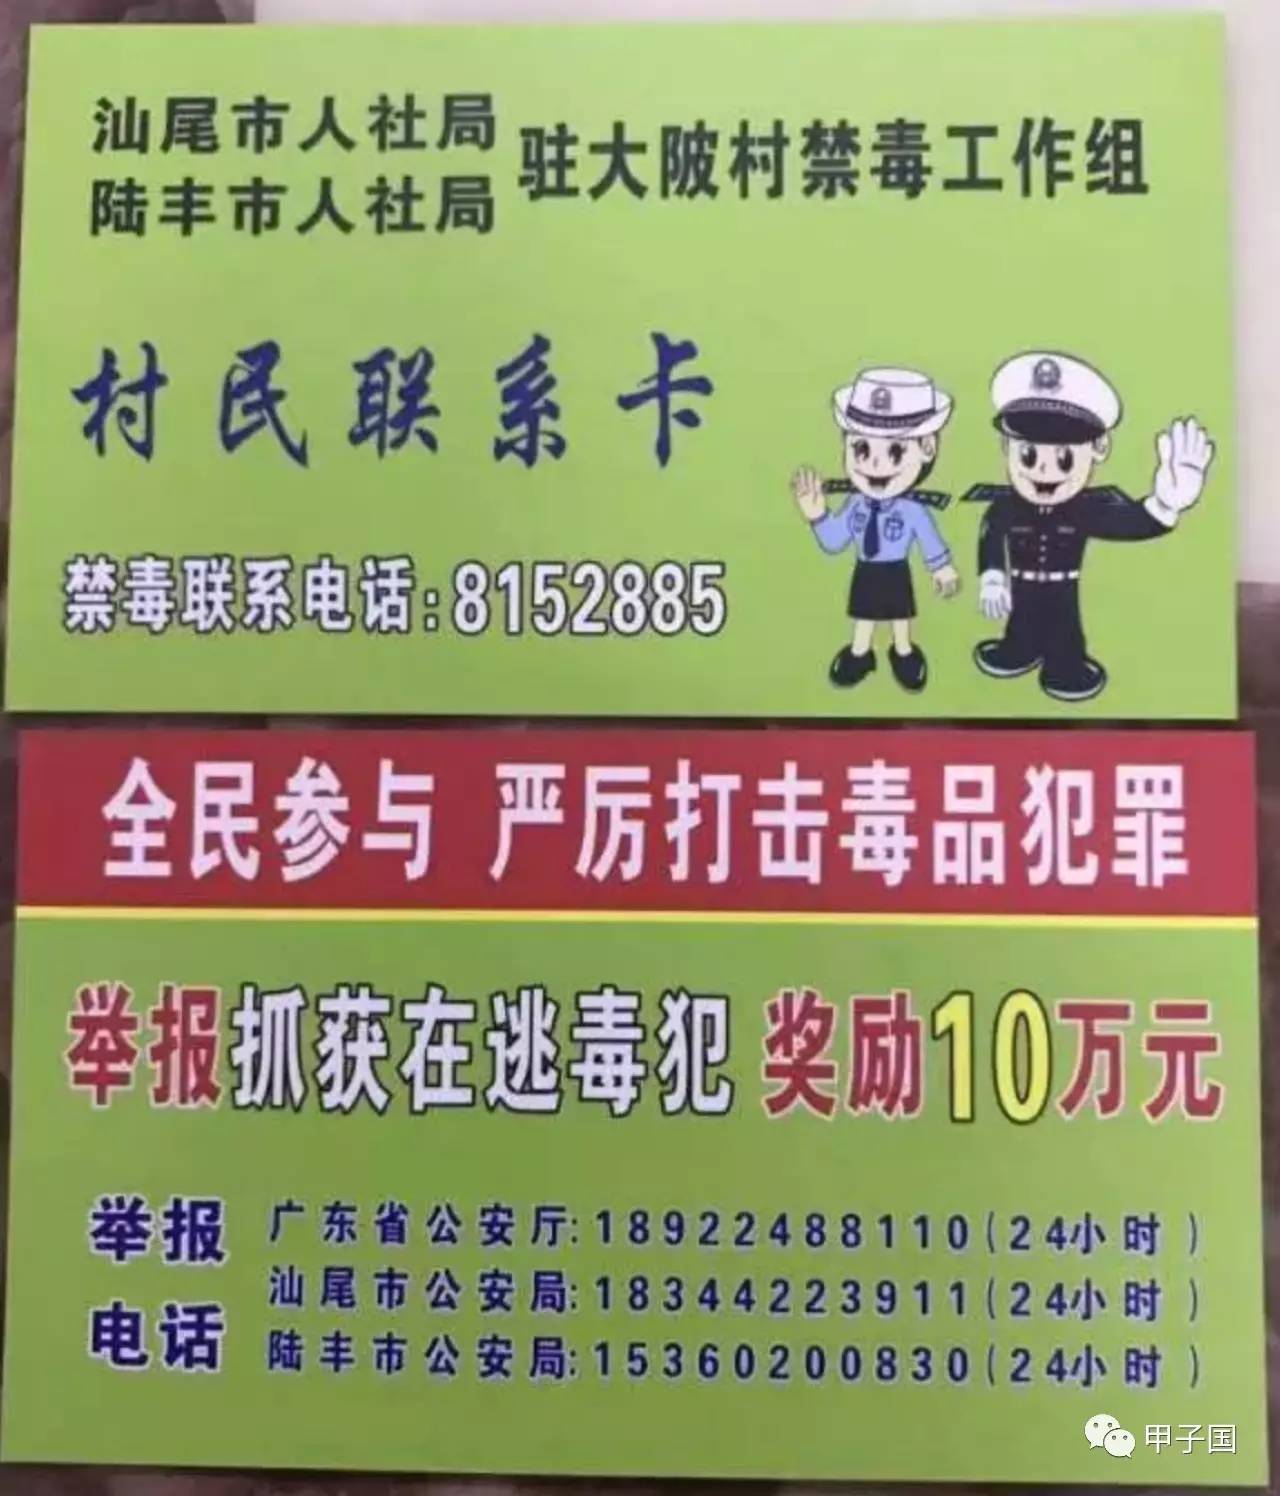 汕尾市人社局
陆丰市人社局
驻大陂村禁毒工作组
村民联系卡
禁毒联系电话:8152885
全民参与 严厉打击毒品犯罪
举报抓获在逃毒犯 奖励10万元
举报
电话
广东省公安厅:18922488110(24小时)
汕尾市公安局:18344223911(24小时)
陆丰市公安局:15360200830(24小时)
甲子国